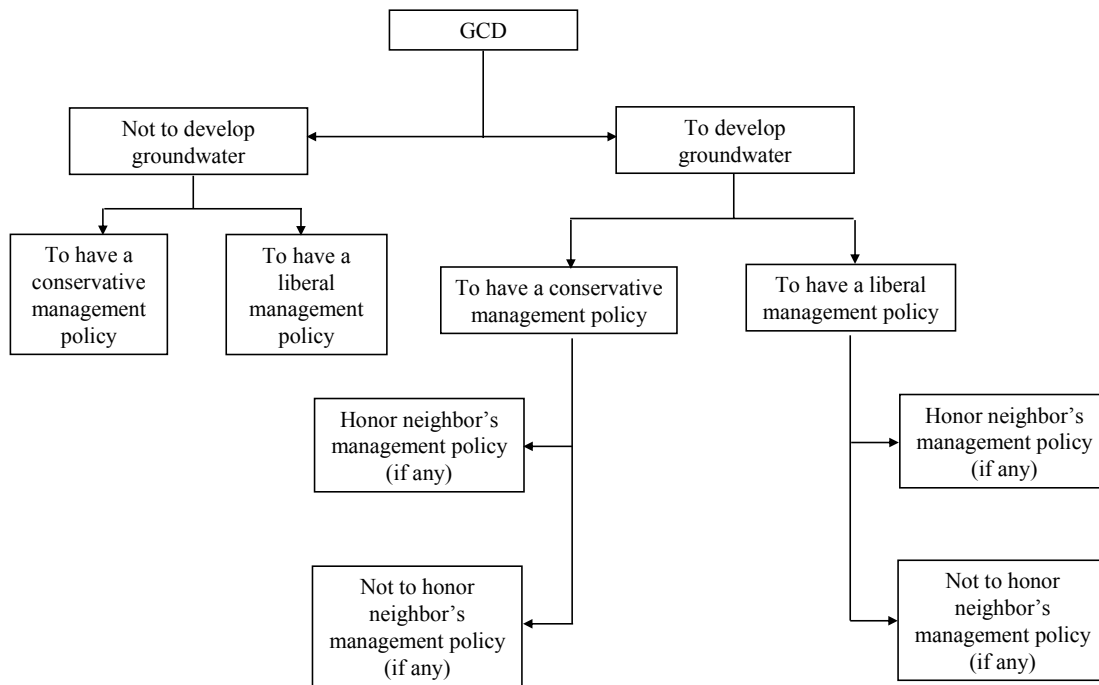 GCD
Not to develop
groundwater
To develop
groundwater
To have a
conservative
management
policy
To have a
liberal
management
policy
To have a conservative
management policy
To have a liberal
management policy
Honor neighbor’s
management policy
(if any)
Honor neighbor’s
management policy
(if any)
Not to honor
neighbor’s
management policy
(if any)
Not to honor
neighbor’s
management policy
(if any)